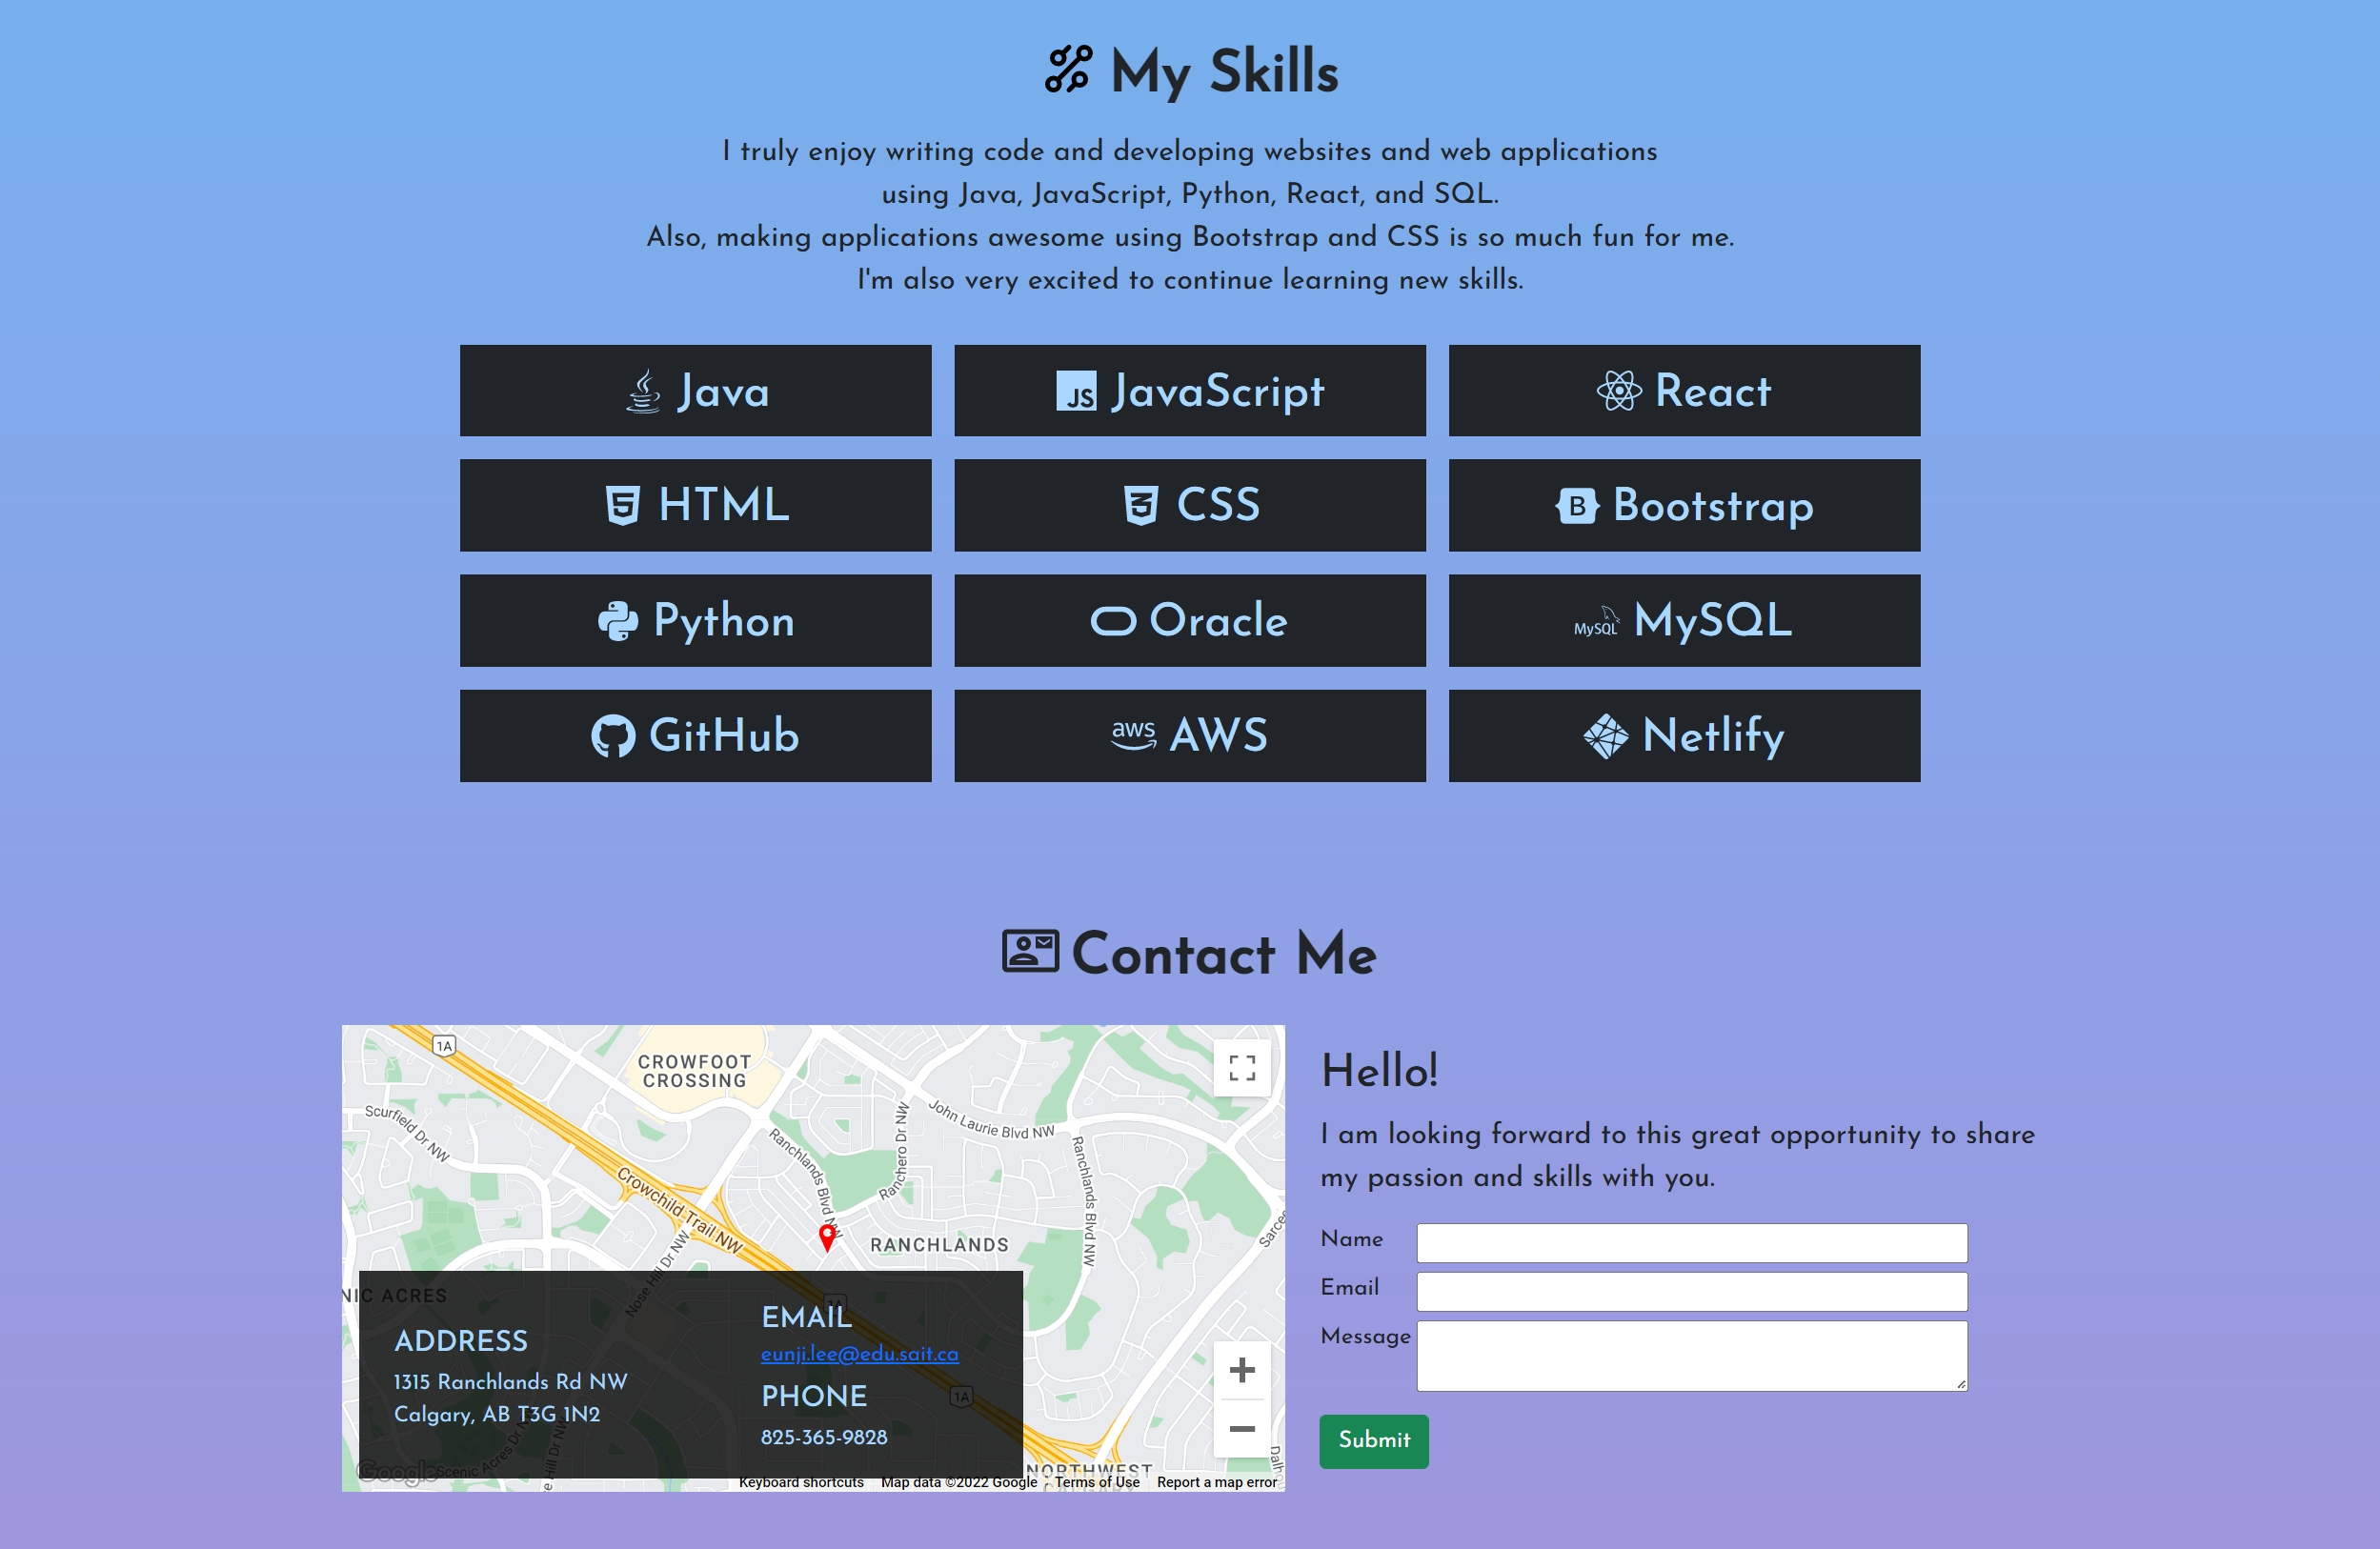 My Skills
I truly enjoy writing code and developing websites and web applications
using Java, JavaScript, Python, React, and SQL.
Also, making applications awesome using Bootstrap and CSS is so much fun for me.
I'm also very excited to continue learning new skills.
Java
JS JavaScript
React
HTML
CSS
B Bootstrap
Python
Oracle
MySQL MySQL
GitHub
aws AWS
Netlify
Contact Me
1A
CROWFOOT
CROSSING
Scurfield Dr NW
John Laurie Blvd NW
Ranchero Dr NW
Ranchlands Blvd NW
Ranchlands Blvd NW
Crowchild Trail NW
RANCHLANDS
Nose Hill Dr NW
NIC ACRES
1A
1A
ADDRESS
1315 Ranchlands Rd NW
Calgary, AB T3G 1N2
EMAIL
eunji.lee@edu.sait.ca
PHONE
825-365-9828
Google
Scenic Acres Dr N
e Hill Dr NW
NORTHWEST
Keyboard shortcuts Map data ©2022 Google Terms of Use Report a map error
Hello!
I am looking forward to this great opportunity to share
my passion and skills with you.
Name
Email
Message
Submit